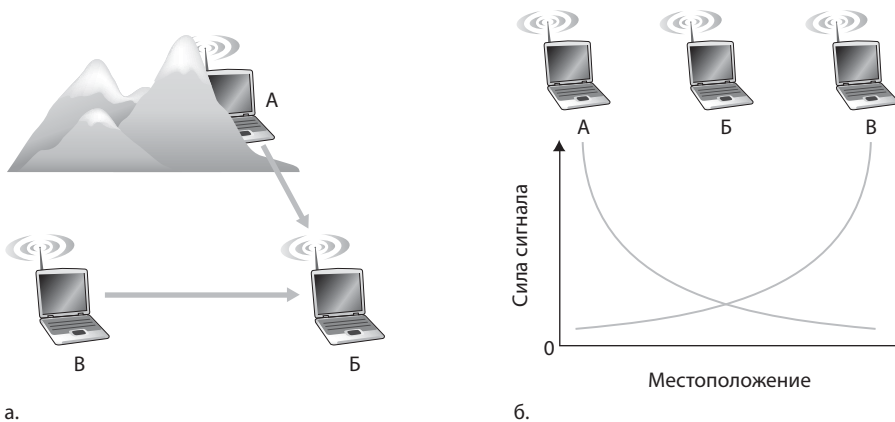 А
В
Б
а.
А
Б
В
Сила сигнала
0
Местоположение
б.